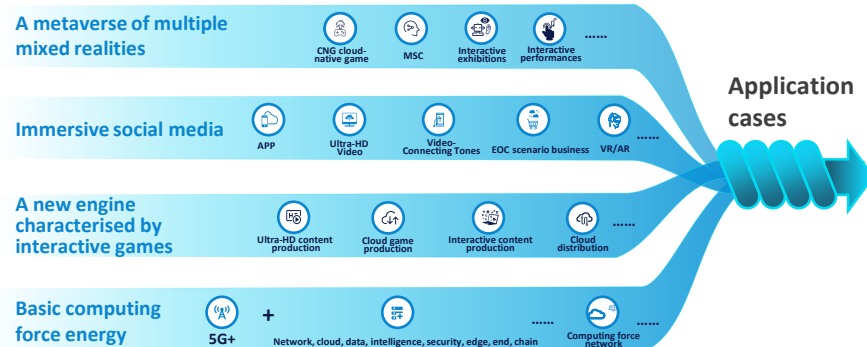 A metaverse of multiple
mixed realities
CNG cloud-
native game
MSC
Interactive
exhibitions
Interactive
performances
......
Immersive social media
APP
Ultra-HD
Video
Video-
Connecting Tones
EOC scenario business
VR/AR
......
A new engine
characterised by
interactive games
Ultra-HD content
production
Cloud game
production
Interactive content
production
Cloud
distribution
......
Basic computing
force energy
5G+
+
Network, cloud, data, intelligence, security, edge, end, chain
......
Computing force
network
......
Application
cases